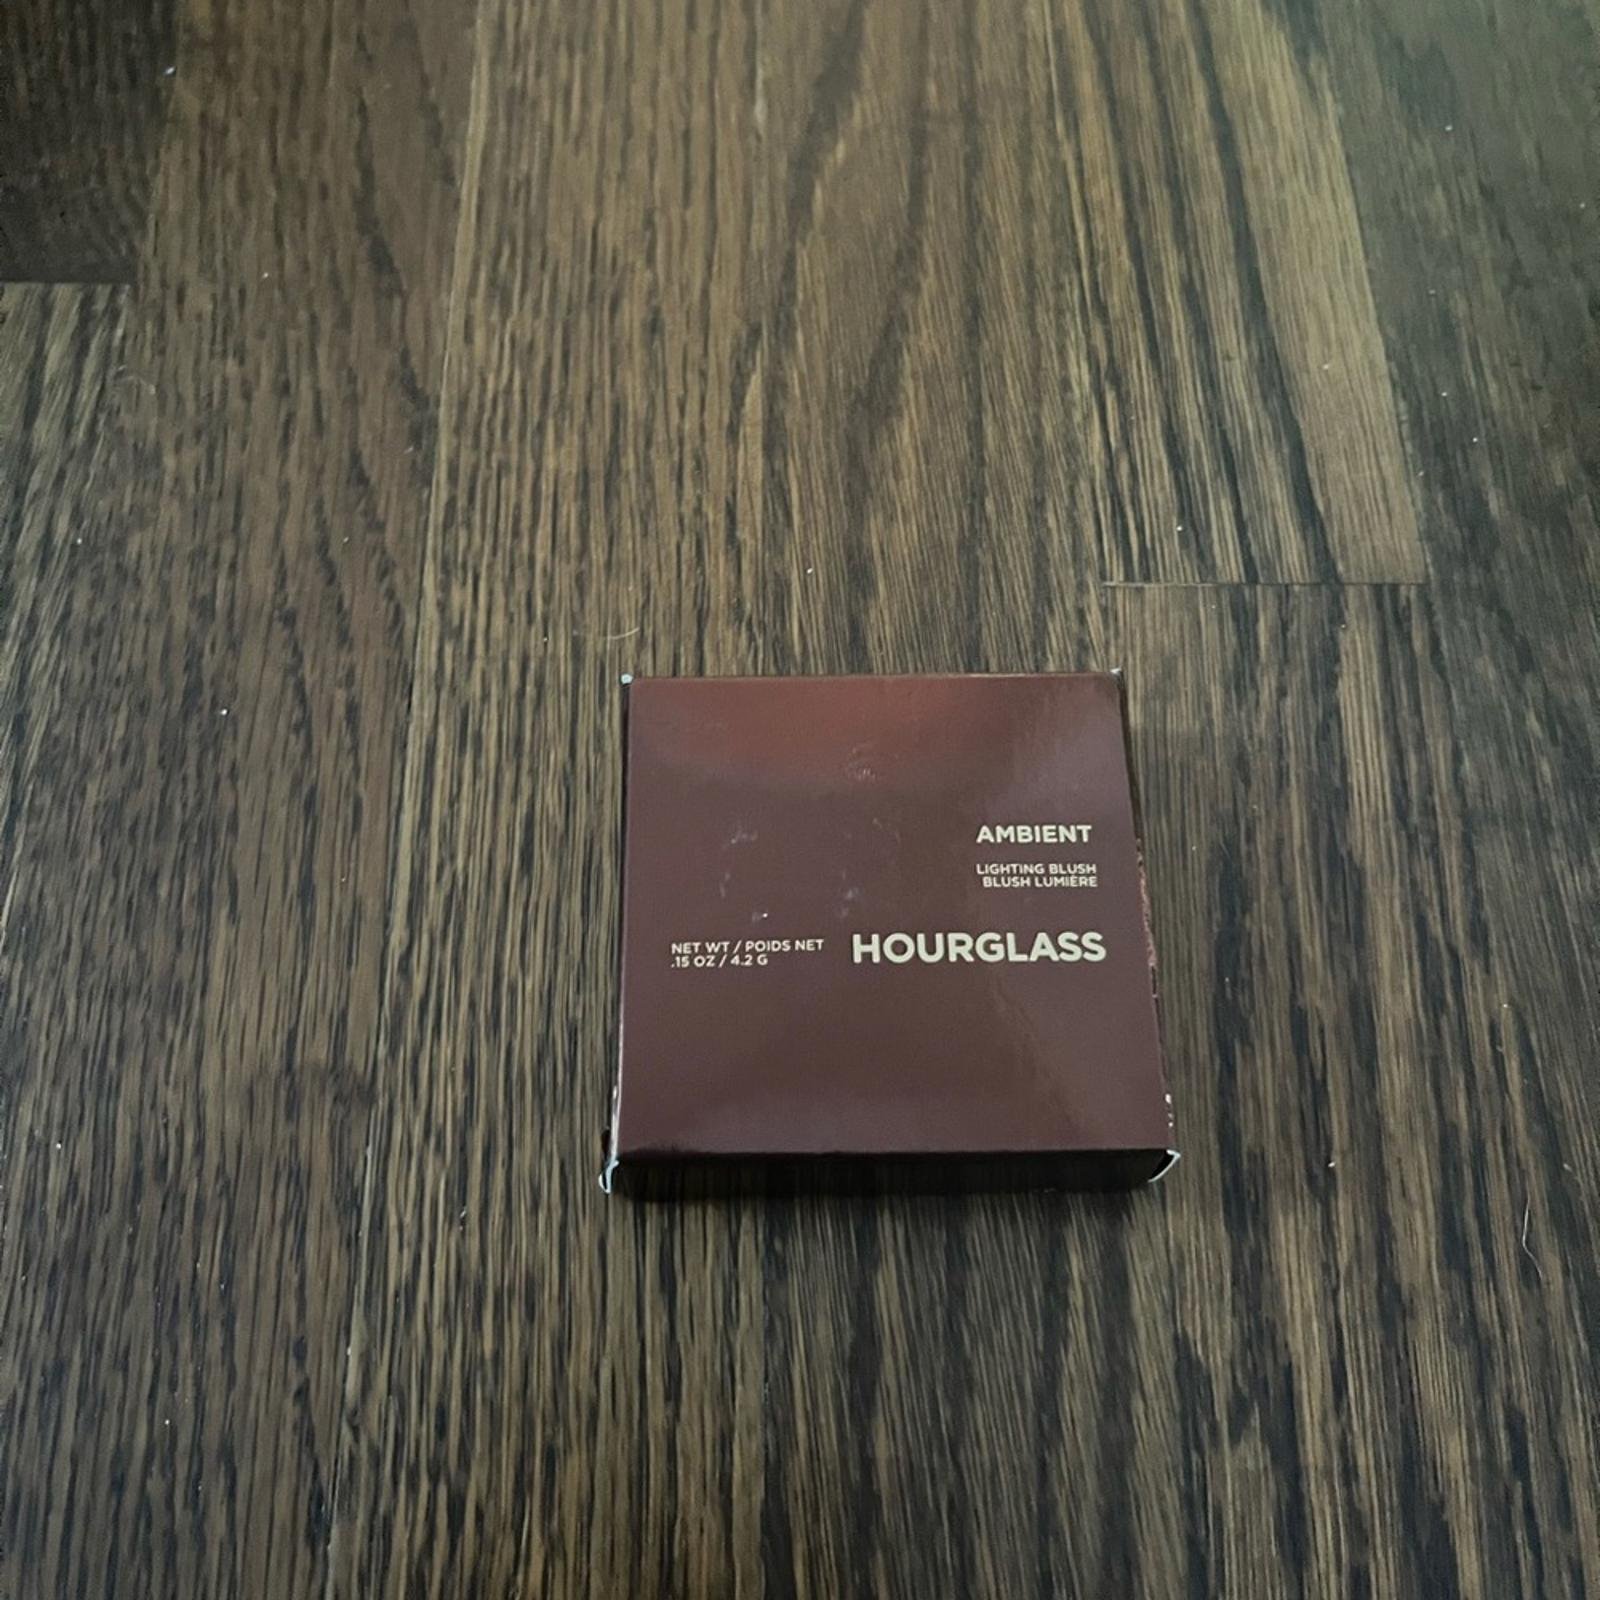 AMBIENT
LIGHTING BLUSH
BLUSH LUMIÈRE
NET WT / POIDS NET
.15 OZ / 4.2 G
HOURGLASS